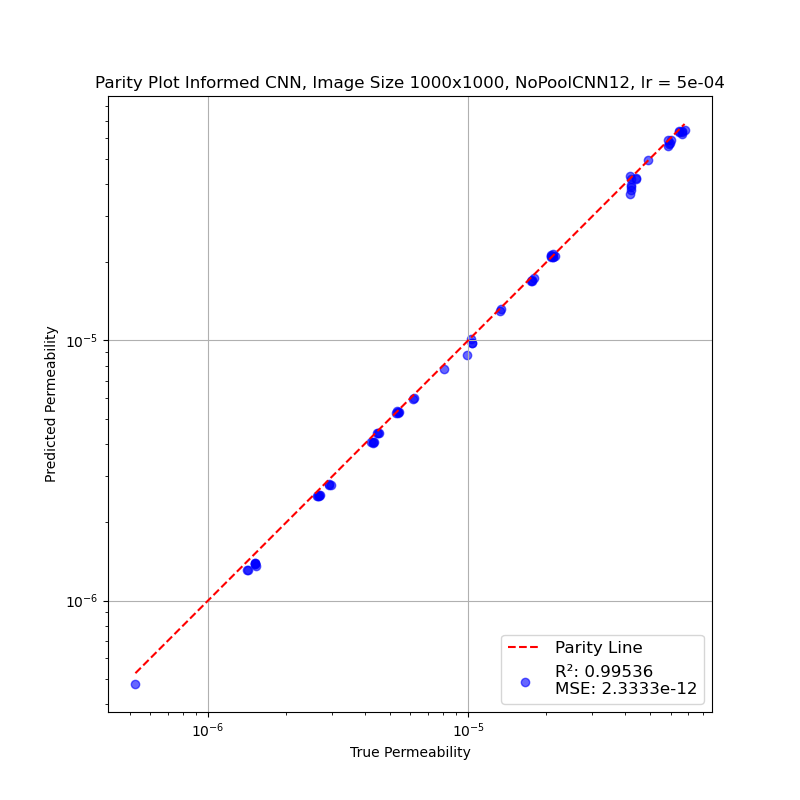 Parity Plot Informed CNN, Image Size 1000x1000, NoPoolCNN12, lr = 5e-04
Predicted Permeability
10⁻⁵
10⁻⁶
Parity Line
R²: 0.99536
MSE: 2.3333e-12
10⁻⁶
10⁻⁵
True Permeability